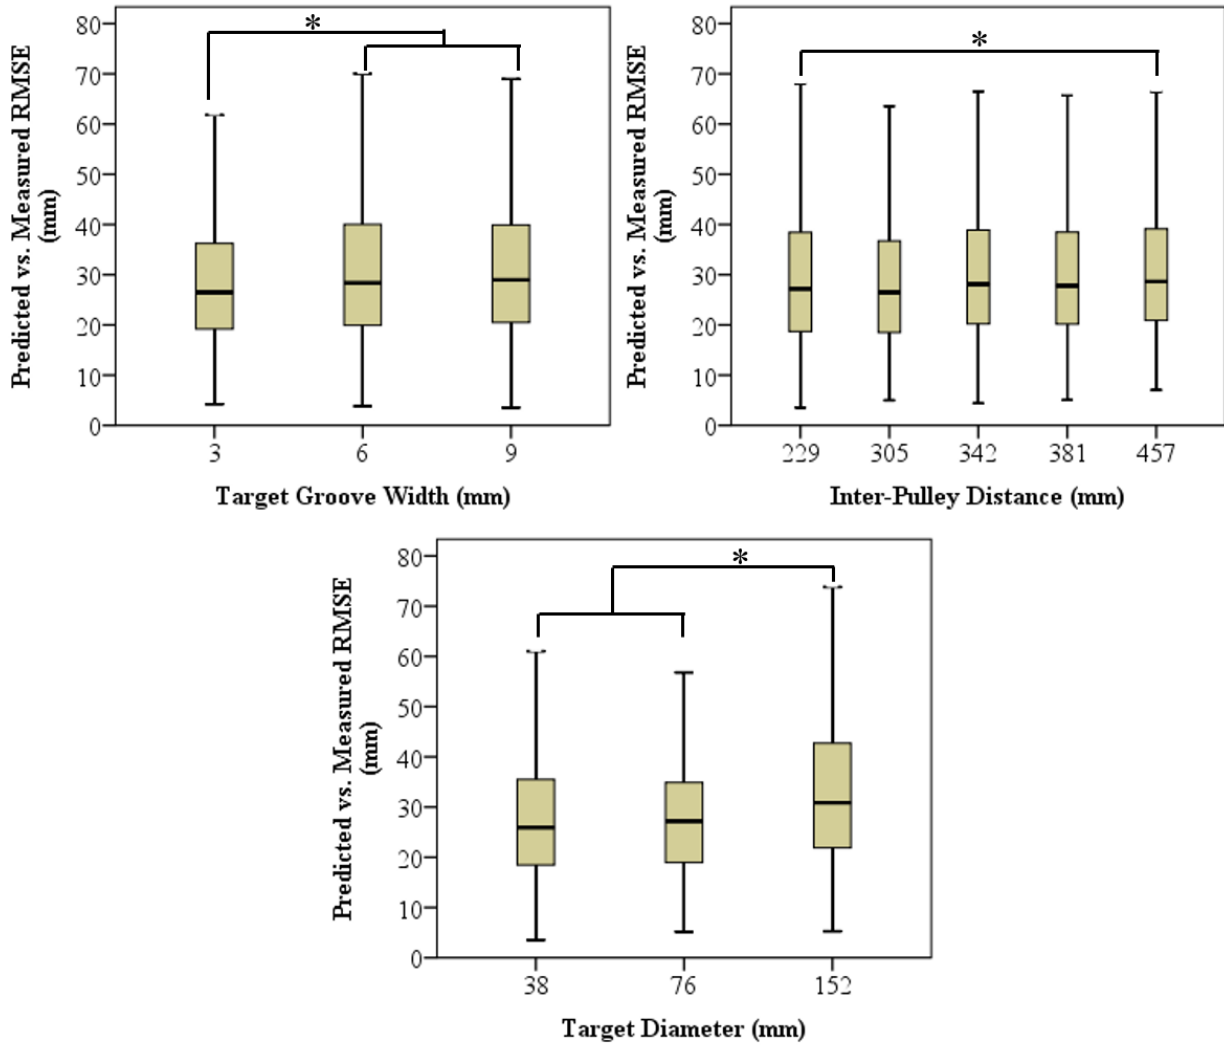 *
80
70
60
50
40
30
20
10
0
Predicted vs. Measured RMSE
(mm)
3 6 9
Target Groove Width (mm)
*
80
70
60
50
40
30
20
10
0
Predicted vs. Measured RMSE
(mm)
229 305 342 381 457
Inter-Pulley Distance (mm)
*
80
70
60
50
40
30
20
10
0
Predicted vs. Measured RMSE
(mm)
38 76 152
Target Diameter (mm)